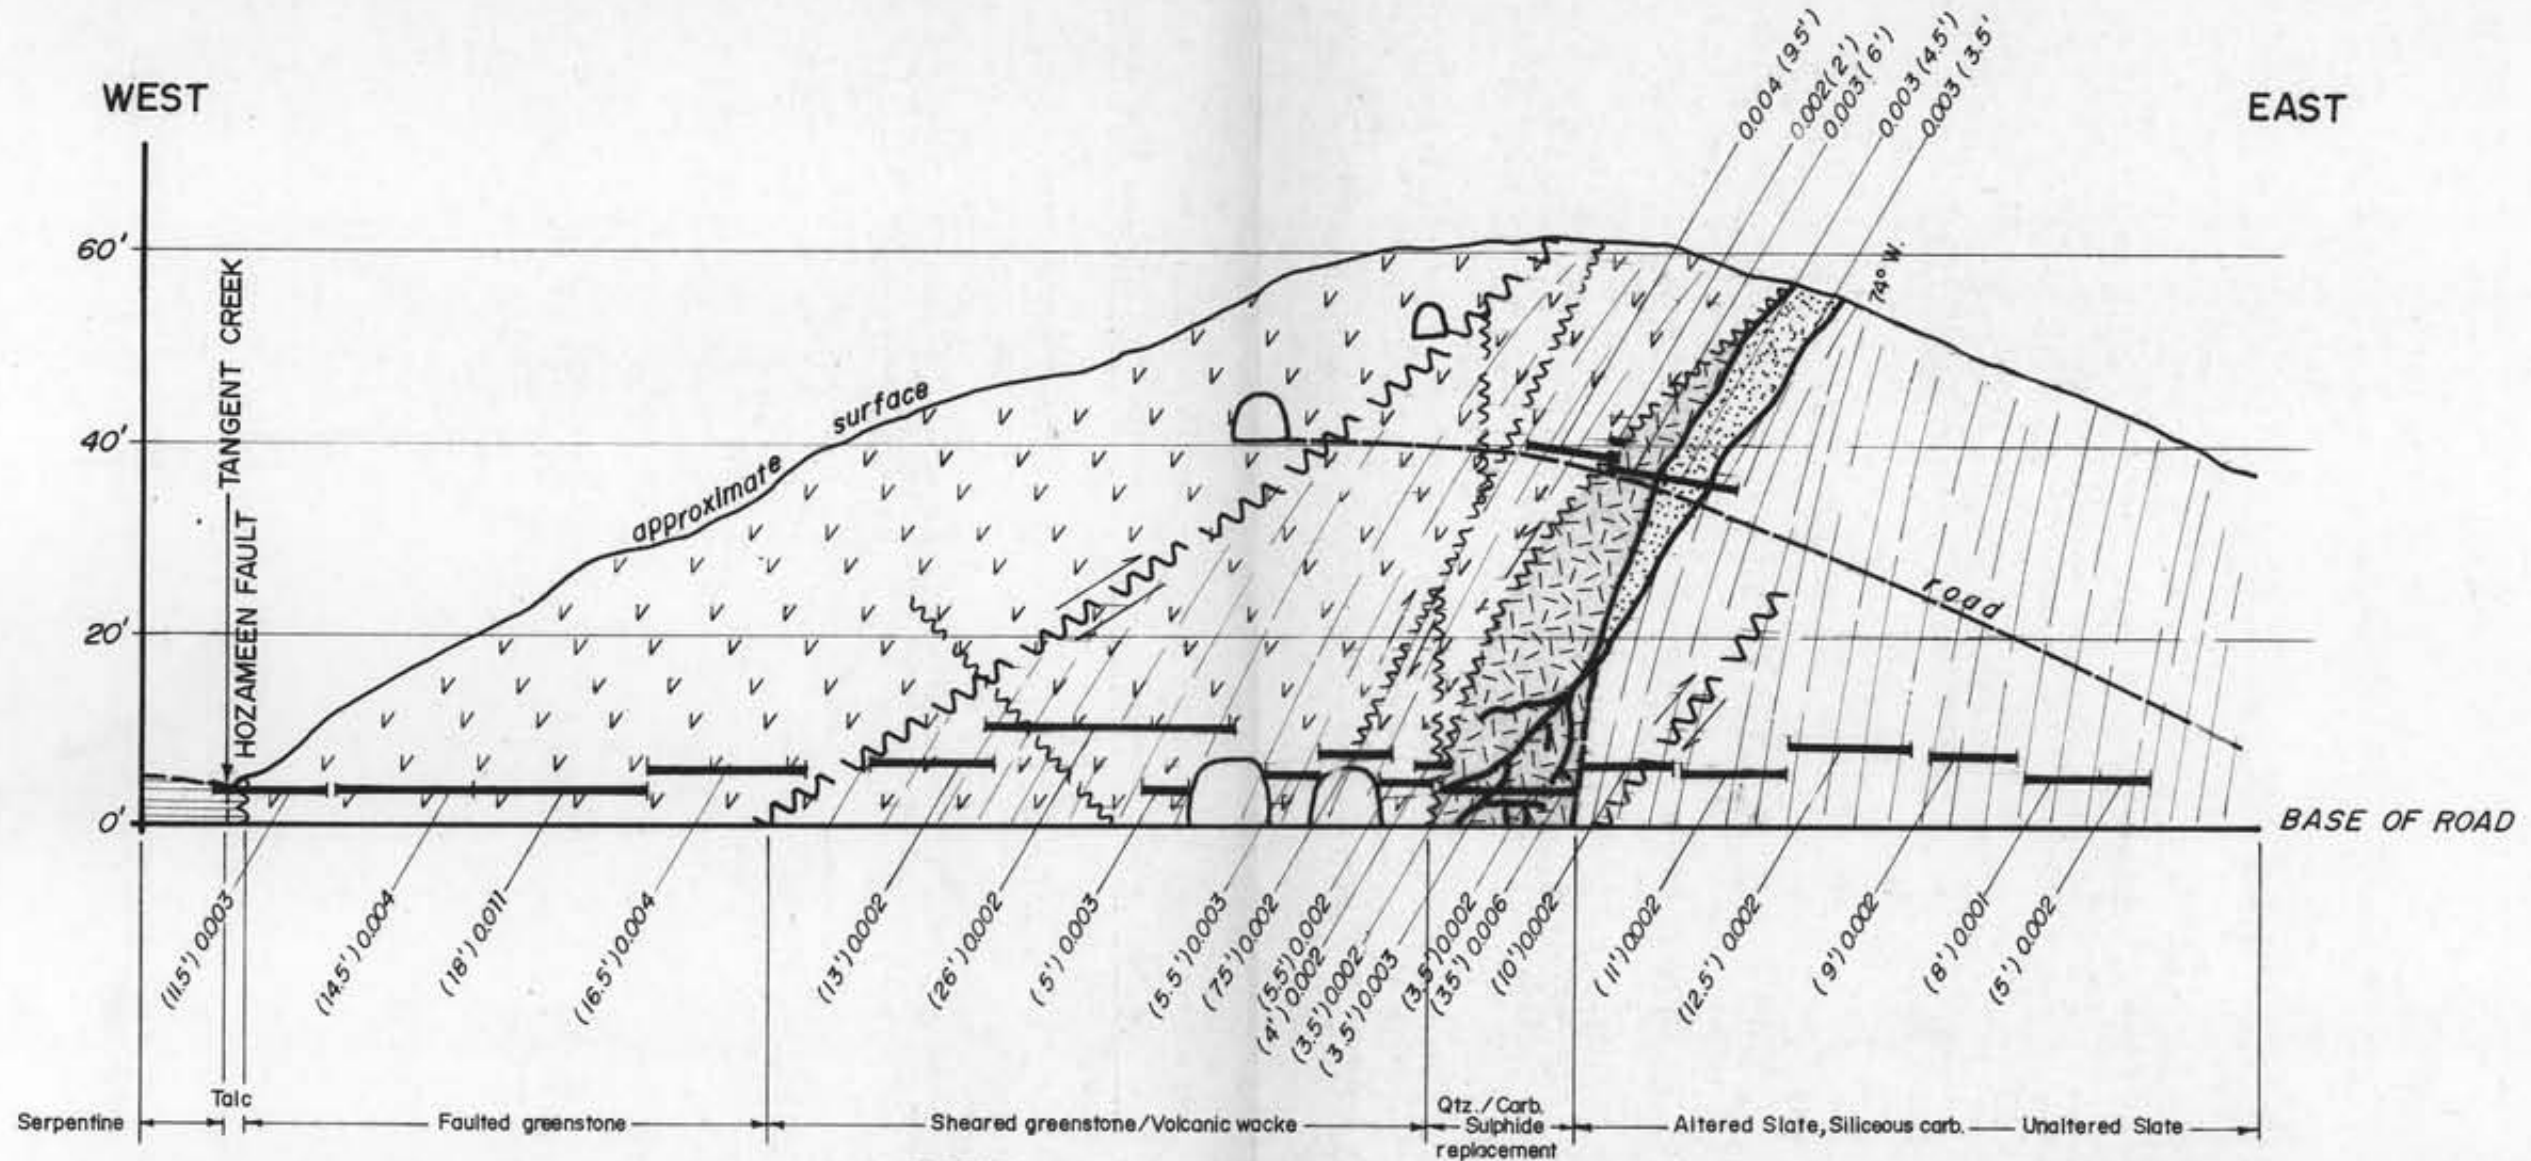 WEST
EAST
0.004 (9.5')
0.002(2')
0.003(6')
0.003 (4.5')
0.003 (3.5'
60'
40'
20'
0'
TANGENT CREEK
HOZAMEEN FAULT
approximate surface
74° W.
road
BASE OF ROAD
(11.5') 0.003
(14.5') 0.004
(18') 0.011
(16.5') 0.004
(13') 0.002
(26') 0.002
(5') 0.003
(5.5') 0.003
(7.5') 0.002
(5.5') 0.002
(4') 0.002
(3.5') 0.002
(3.5') 0.003
(3.5') 0.002
(3.5') 0.006
(10') 0.002
(11') 0.002
(12.5') 0.002
(9') 0.002
(8') 0.001
(5') 0.002
Serpentine
Talc
Faulted greenstone
Sheared greenstone/Volcanic wacke
Qtz./Carb.
Sulphide
replacement
Altered Slate, Siliceous carb.
Unaltered Slate